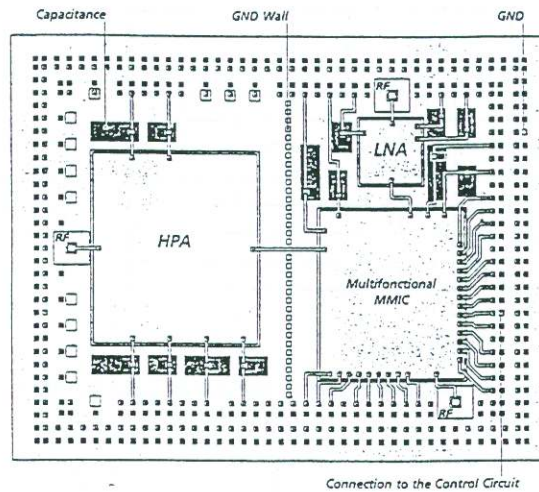 Capacitance
GND Wall
GND
RF
LNA
RF
HPA
Multifonctional
MMIC
RF
Connection to the Control Circuit